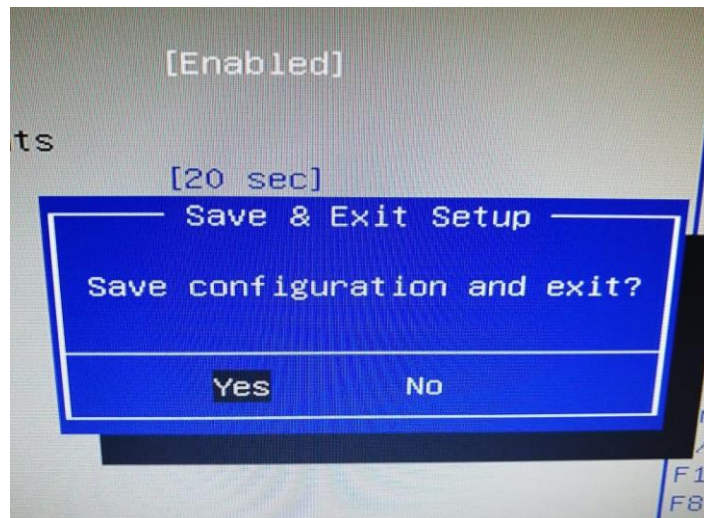 [Enabled]
ts
[20 sec]
Save & Exit Setup
Save configuration and exit?
Yes No
F1
F8